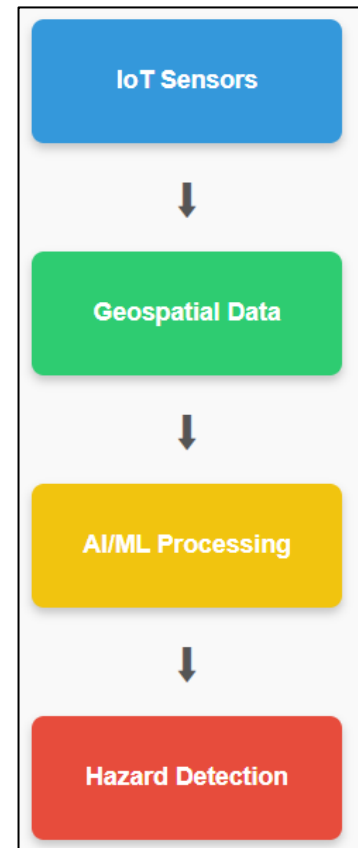 IoT Sensors
Geospatial Data
AI/ML Processing
Hazard Detection